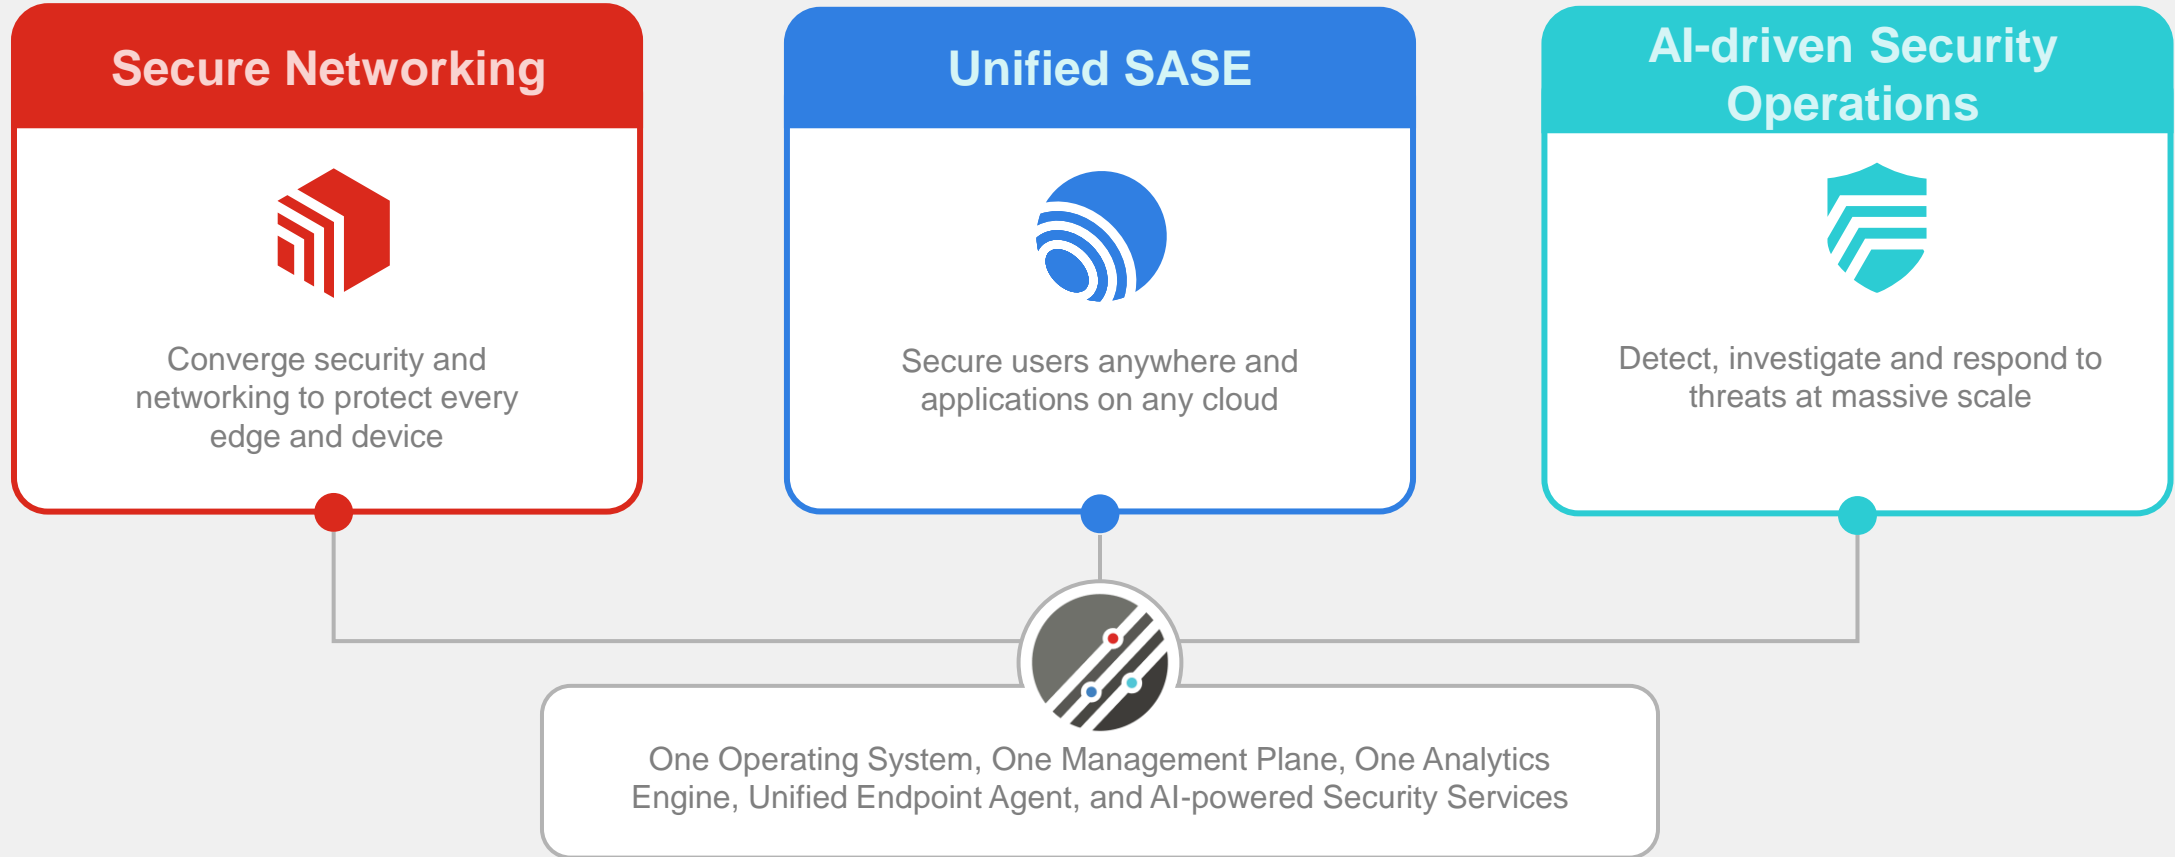 Secure Networking
Converge security and
networking to protect every
edge and device
Unified SASE
Secure users anywhere and
applications on any cloud
AI-driven Security
Operations
Detect, investigate and respond to
threats at massive scale
One Operating System, One Management Plane, One Analytics
Engine, Unified Endpoint Agent, and AI-powered Security Services